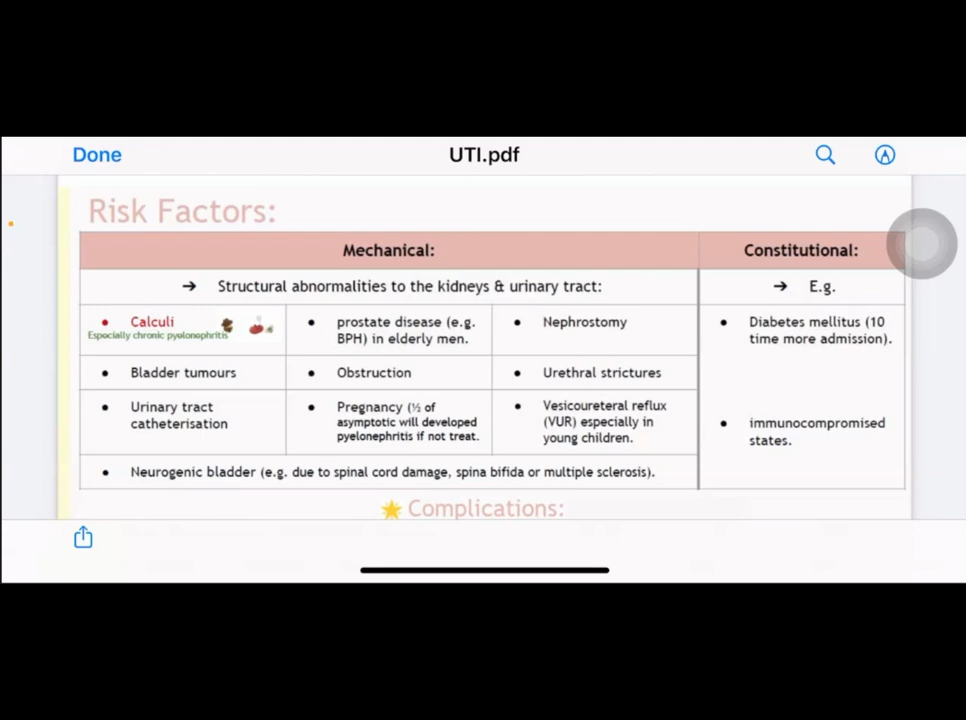 Done
UTI.pdf
Risk Factors:
Mechanical:
Constitutional:
➔ Structural abnormalities to the kidneys & urinary tract:
➔ E.g.
● Calculi
Especially chronic pyelonephritis
● prostate disease (e.g.
BPH) in elderly men.
● Nephrostomy
● Diabetes mellitus (10
time more admission).
● Bladder tumours
● Obstruction
● Urethral strictures
● Urinary tract
catheterisation
● Pregnancy (½ of
asymptotic will developed
pyelonephritis if not treat.
● Vesicoureteral reflux
(VUR) especially in
young children.
● immunocompromised
states.
● Neurogenic bladder (e.g. due to spinal cord damage, spina bifida or multiple sclerosis).
Complications: